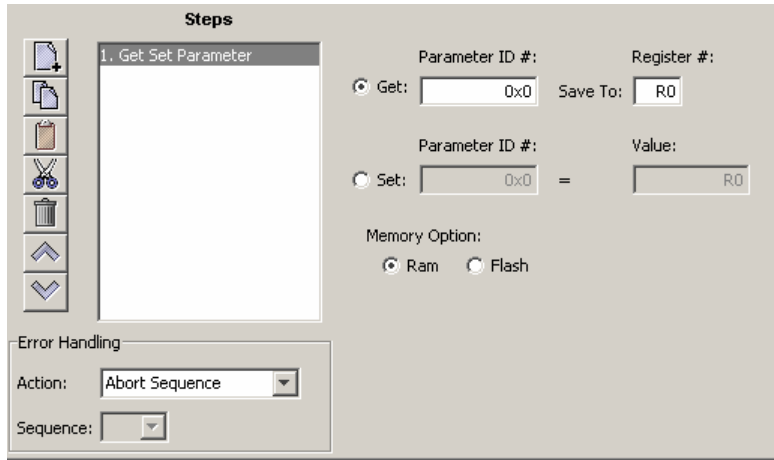 Steps
1. Get Set Parameter
Parameter ID #: Register #:
Get: 0x0 Save To: R0
Parameter ID #: Value:
Set: 0x0 = R0
Memory Option:
Ram Flash
Error Handling
Action: Abort Sequence
Sequence: